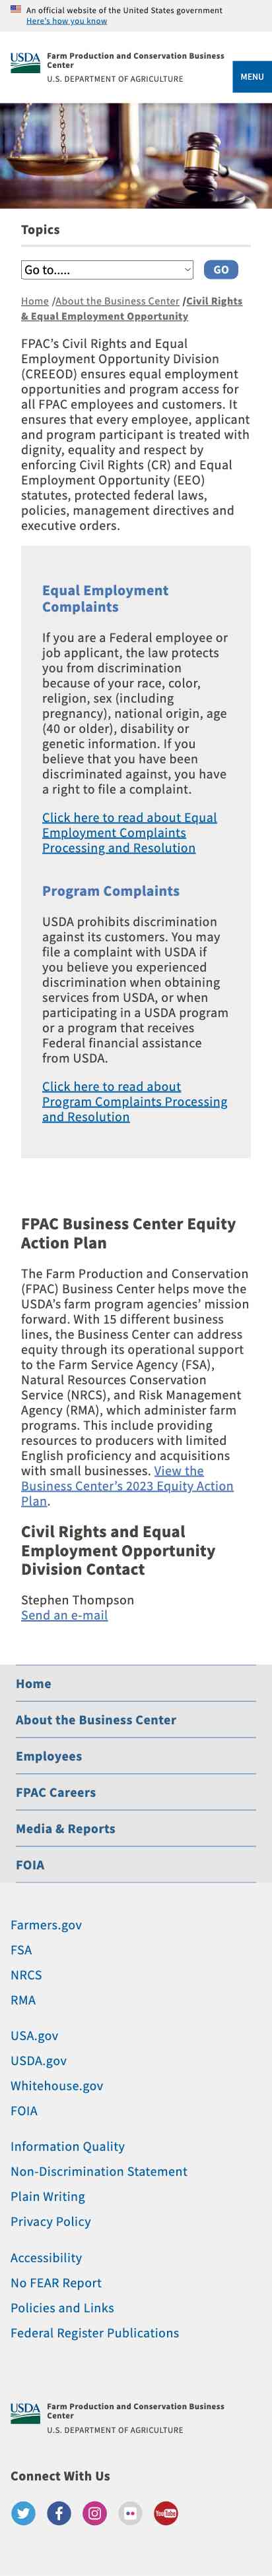 An official website of the United States government
Here's how you know
USDA
Farm Production and Conservation Business
Center
U.S. DEPARTMENT OF AGRICULTURE
MENU
Topics
Go to.....
GO
Home /About the Business Center /Civil Rights
& Equal Employment Opportunity
FPAC's Civil Rights and Equal
Employment Opportunity Division
(CREEOD) ensures equal employment
opportunities and program access for
all FPAC employees and customers. It
ensures that every employee, applicant
and program participant is treated with
dignity, equality and respect by
enforcing Civil Rights (CR) and Equal
Employment Opportunity (EEO)
statutes, protected federal laws,
policies, management directives and
executive orders.
Equal Employment
Complaints
If you are a Federal employee or
job applicant, the law protects
you from discrimination
because of your race, color,
religion, sex (including
pregnancy), national origin, age
(40 or older), disability or
genetic information. If you
believe that you have been
discriminated against, you have
a right to file a complaint.
Click here to read about Equal
Employment Complaints
Processing and Resolution
Program Complaints
USDA prohibits discrimination
against its customers. You may
file a complaint with USDA if
you believe you experienced
discrimination when obtaining
services from USDA, or when
participating in a USDA program
or a program that receives
Federal financial assistance
from USDA.
Click here to read about
Program Complaints Processing
and Resolution
FPAC Business Center Equity
Action Plan
The Farm Production and Conservation
(FPAC) Business Center helps move the
USDA's farm program agencies' mission
forward. With 15 different business
lines, the Business Center can address
equity through its operational support
to the Farm Service Agency (FSA),
Natural Resources Conservation
Service (NRCS), and Risk Management
Agency (RMA), which administer farm
programs. This include providing
resources to producers with limited
English proficiency and acquisitions
with small businesses. View the
Business Center's 2023 Equity Action
Plan.
Civil Rights and Equal
Employment Opportunity
Division Contact
Stephen Thompson
Send an e-mail
Home
About the Business Center
Employees
FPAC Careers
Media & Reports
FOIA
Farmers.gov
FSA
NRCS
RMA
USA.gov
USDA.gov
Whitehouse.gov
FOIA
Information Quality
Non-Discrimination Statement
Plain Writing
Privacy Policy
Accessibility
No FEAR Report
Policies and Links
Federal Register Publications
USDA
Farm Production and Conservation Business
Center
U.S. DEPARTMENT OF AGRICULTURE
Connect With Us
YouTube